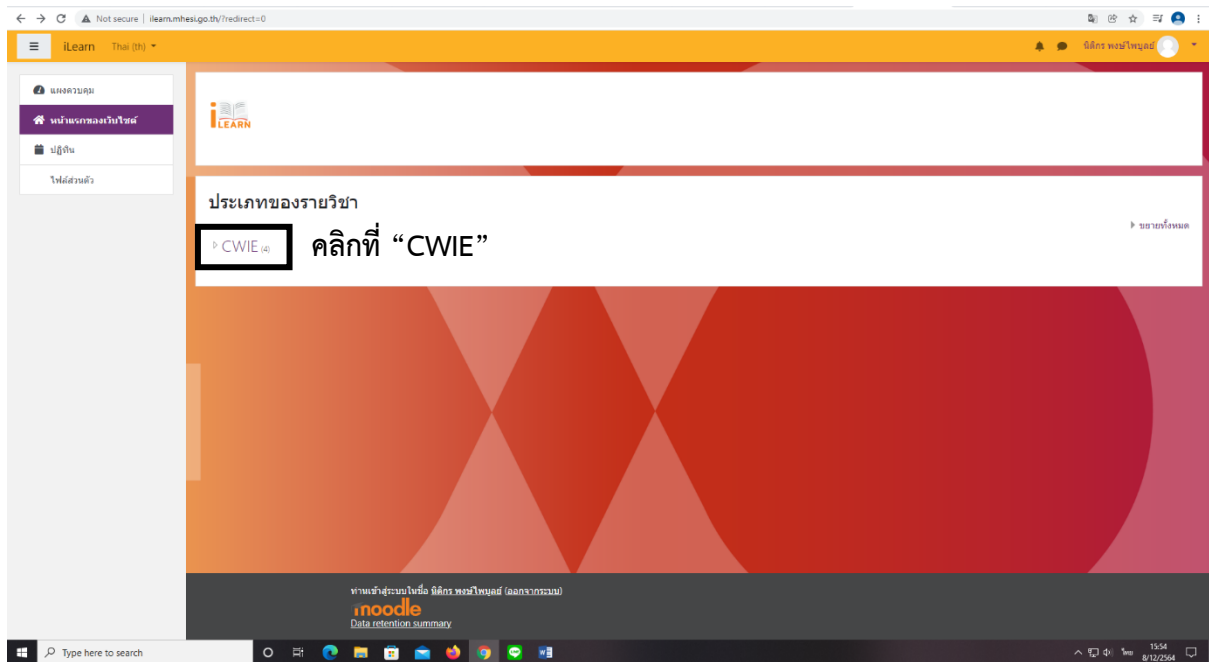 Not secure | ilearn.mhesi.go.th/?redirect=0
iLearn Thai (th)
นิติกร พงษ์ไพบูลย์
แผงควบคุม
หน้าแรกของเว็บไซต์
ปฏิทิน
ไฟล์ส่วนตัว
iLEARN
ประเภทของรายวิชา
ขยายทั้งหมด
CWIE (4)
คลิกที่ “CWIE”
ท่านเข้าสู่ระบบในชื่อ นิติกร พงษ์ไพบูลย์ (ออกจากระบบ)
moodle
Data retention summary
Type here to search
ไทย
15:54
8/12/2564